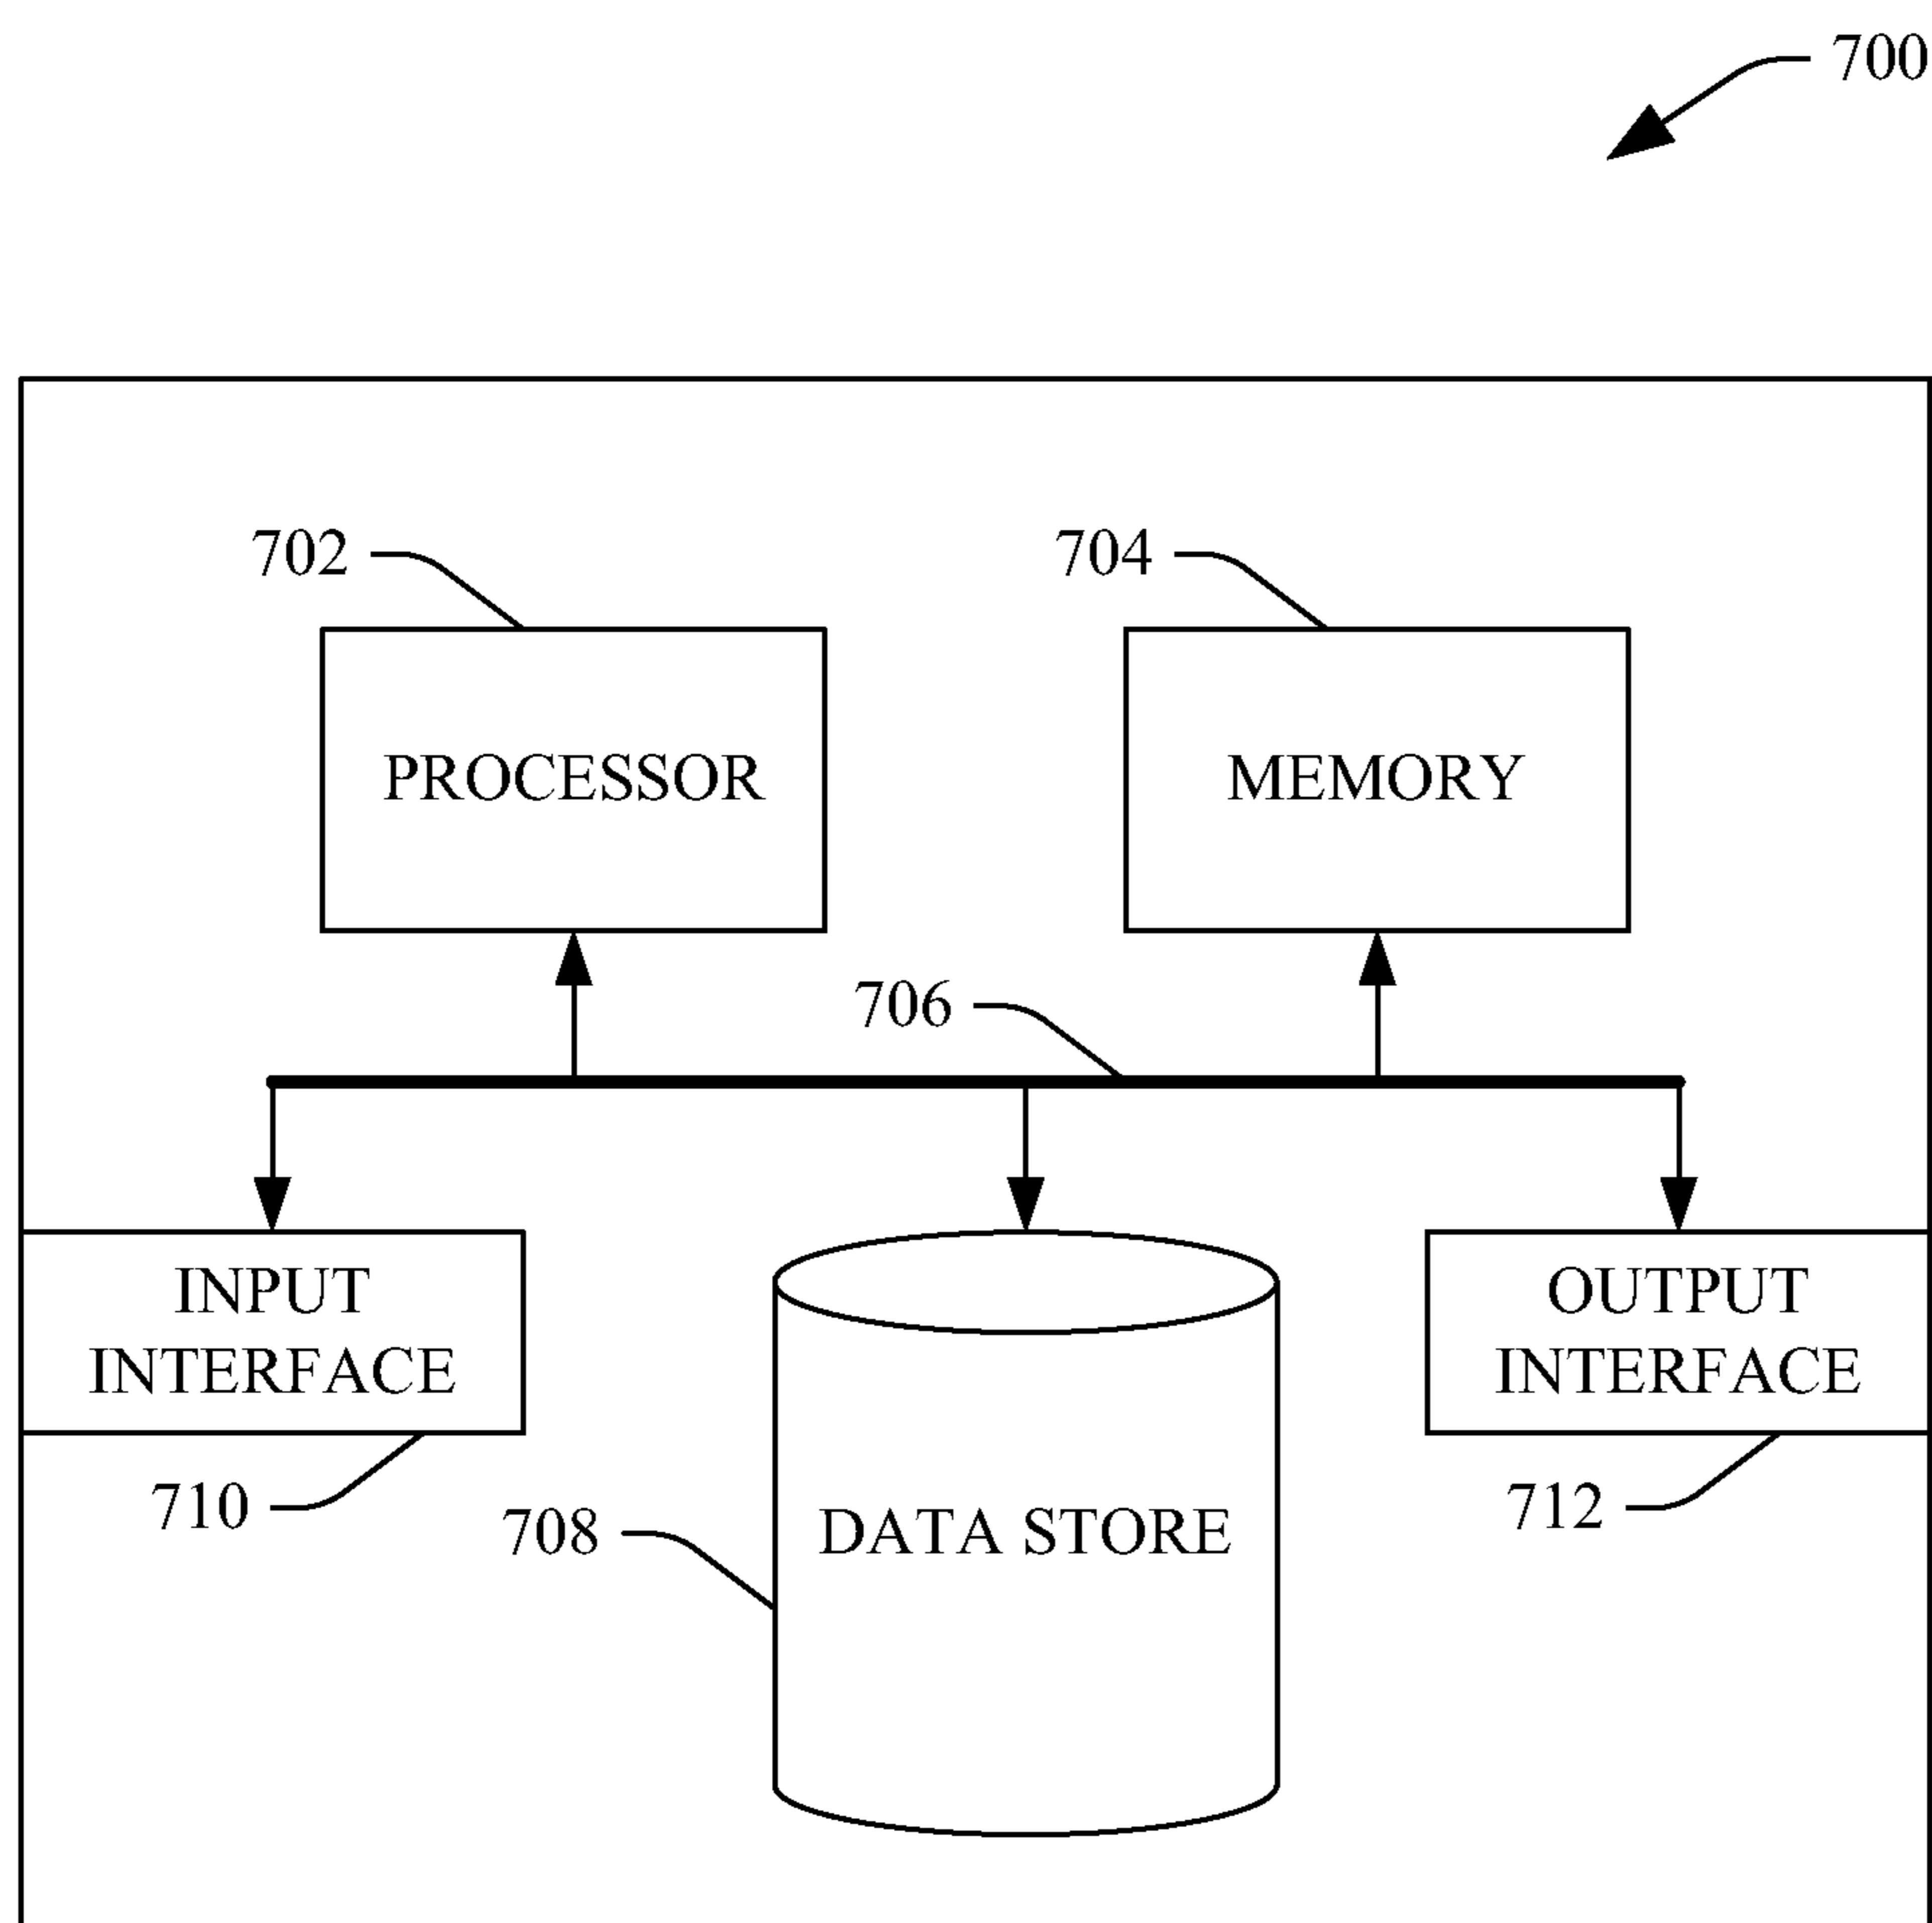 700
702
704
PROCESSOR
MEMORY
706
INPUT
INTERFACE
OUTPUT
INTERFACE
710
708
DATA STORE
712